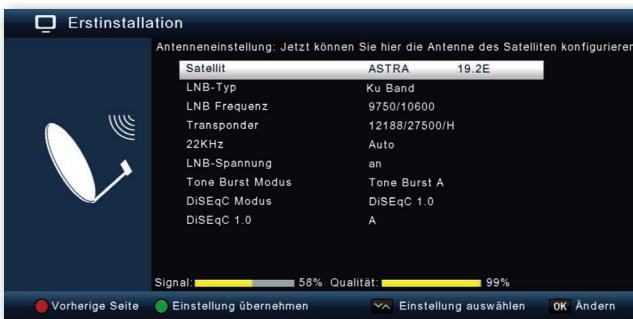 Erstinstallation
Antenneneinstellung: Jetzt können Sie hier die Antenne des Satelliten konfigurieren
Satellit ASTRA 19.2E
LNB-Typ Ku Band
LNB Frequenz 9750/10600
Transponder 12188/27500/H
22KHz Auto
LNB-Spannung an
Tone Burst Modus Tone Burst A
DiSEqC Modus DiSEqC 1.0
DiSEqC 1.0 A
Signal: 58% Qualität: 99%
Vorherige Seite Einstellung übernehmen Einstellung auswählen OK Ändern